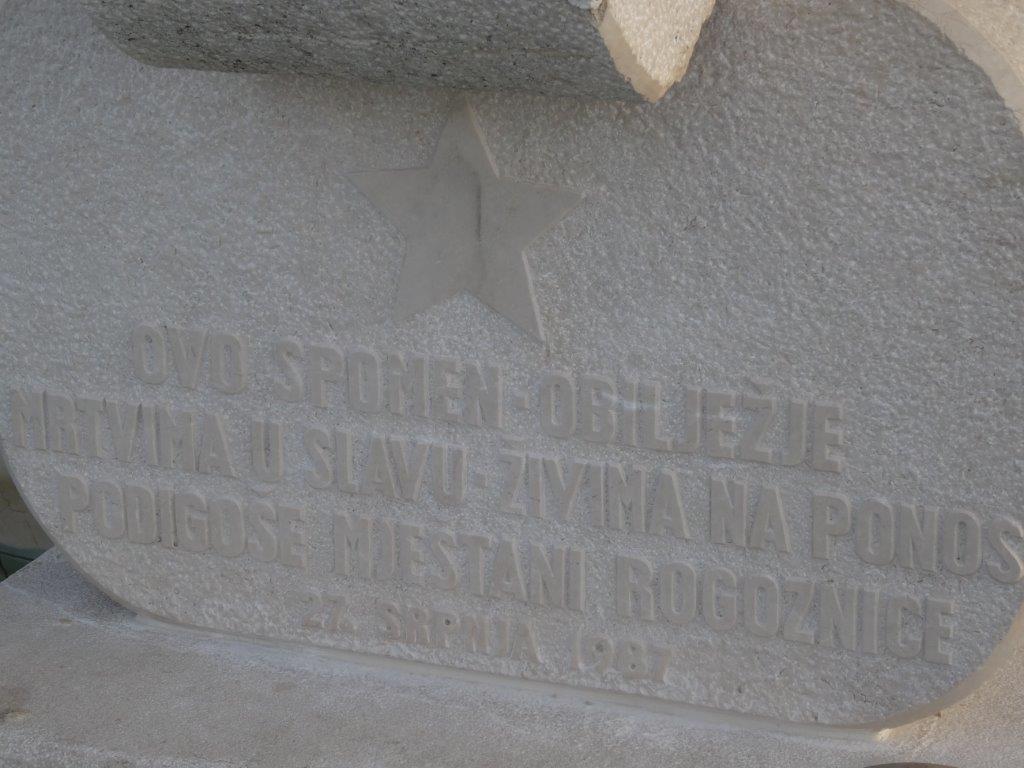 OVO SPOMEN-OBILJEŽJE
MRTVIMA U SLAVU-ŽIVIMA NA PONOS
PODIGOŠE MJEŠTANI ROGOZNICE
27. SRPNJA 1987